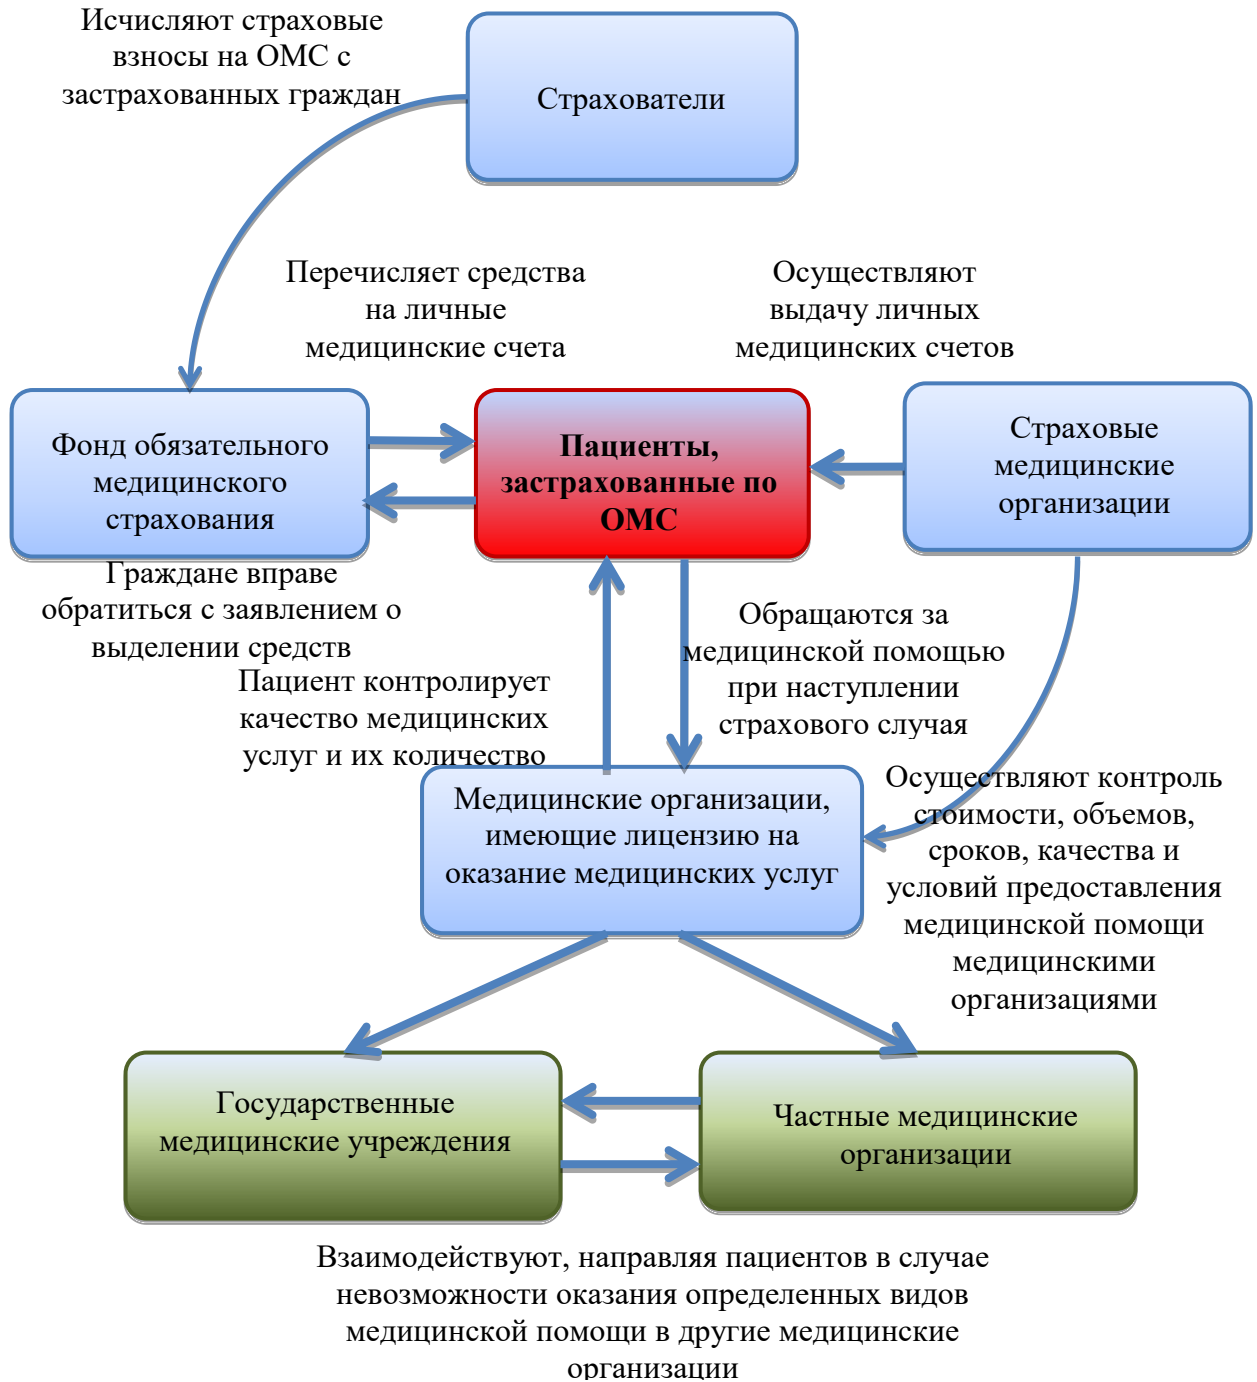 Исчисляют страховые
взносы на ОМС с
застрахованных граждан
Страхователи
Перечисляет средства
на личные
медицинские счета
Осуществляют
выдачу личных
медицинских счетов
Фонд обязательного
медицинского
страхования
Пациенты,
застрахованные по
ОМС
Страховые
медицинские
организации
Граждане вправе
обратиться с заявлением о
выделении средств
Пациент контролирует
качество медицинских
услуг и их количество
Обращаются за
медицинской помощью
при наступлении
страхового случая
Медицинские организации,
имеющие лицензию на
оказание медицинских услуг
Осуществляют контроль
стоимости, объемов,
сроков, качества и
условий предоставления
медицинской помощи
медицинскими
организациями
Государственные
медицинские учреждения
Частные медицинские
организации
Взаимодействуют, направляя пациентов в случае
невозможности оказания определенных видов
медицинской помощи в другие медицинские
организации